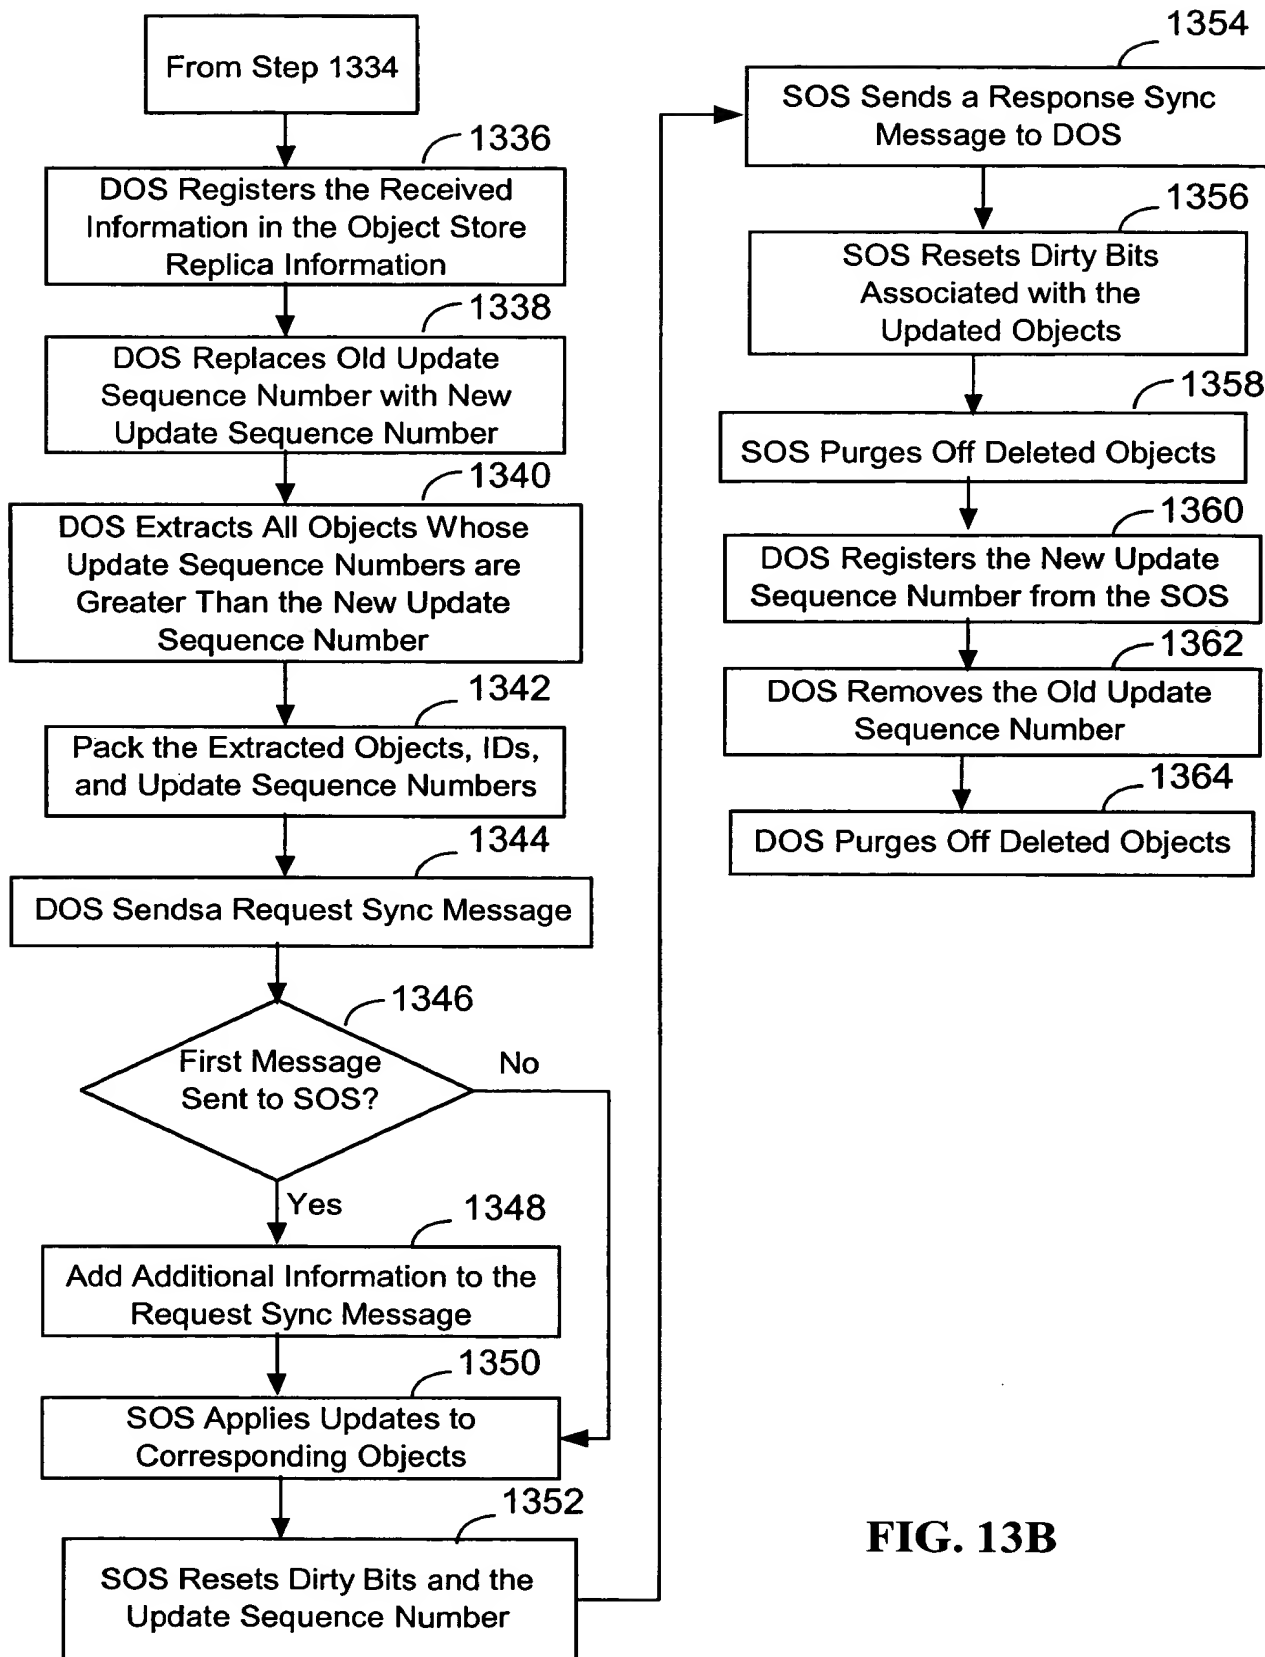 From Step 1334
1336
DOS Registers the Received
Information in the Object Store
Replica Information
1338
DOS Replaces Old Update
Sequence Number with New
Update Sequence Number
1340
DOS Extracts All Objects Whose
Update Sequence Numbers are
Greater Than the New Update
Sequence Number
1342
Pack the Extracted Objects, IDs,
and Update Sequence Numbers
1344
DOS Sendsa Request Sync Message
1346
First Message
Sent to SOS?
No
Yes
1348
Add Additional Information to the
Request Sync Message
1350
SOS Applies Updates to
Corresponding Objects
1352
SOS Resets Dirty Bits and the
Update Sequence Number
1354
SOS Sends a Response Sync
Message to DOS
1356
SOS Resets Dirty Bits
Associated with the
Updated Objects
1358
SOS Purges Off Deleted Objects
1360
DOS Registers the New Update
Sequence Number from the SOS
1362
DOS Removes the Old Update
Sequence Number
1364
DOS Purges Off Deleted Objects
FIG. 13B